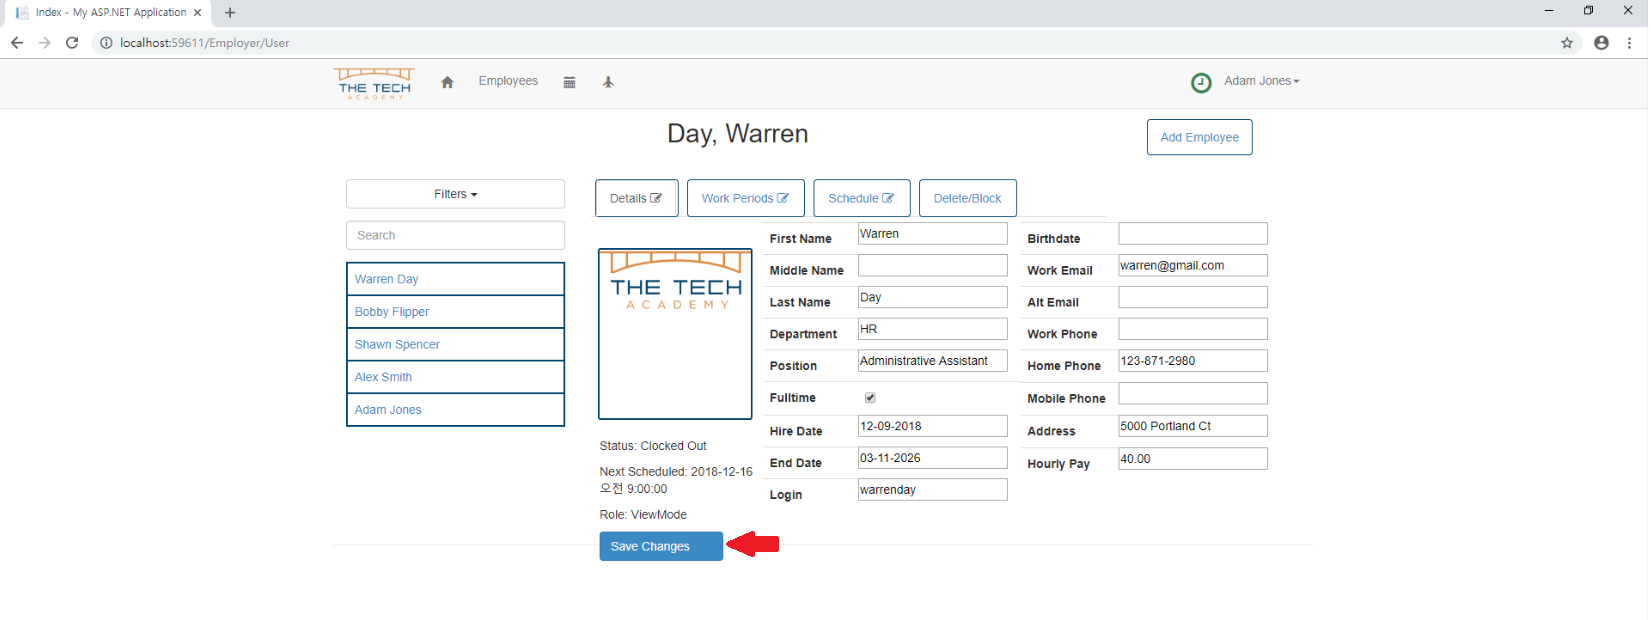 Index - My ASP.NET Application
localhost:59611/Employer/User
THE TECH
ACADEMY
Employees
Adam Jones
Day, Warren
Add Employee
Filters
Search
Warren Day
Bobby Flipper
Shawn Spencer
Alex Smith
Adam Jones
Details
Work Periods
Schedule
Delete/Block
THE TECH
ACADEMY
Status: Clocked Out
Next Scheduled: 2018-12-16
오전 9:00:00
Role: ViewMode
Save Changes
First Name Warren
Middle Name
Last Name Day
Department HR
Position Administrative Assistant
Fulltime
Hire Date 12-09-2018
End Date 03-11-2026
Login warrenday
Birthdate
Work Email warren@gmail.com
Alt Email
Work Phone
Home Phone 123-871-2980
Mobile Phone
Address 5000 Portland Ct
Hourly Pay 40.00